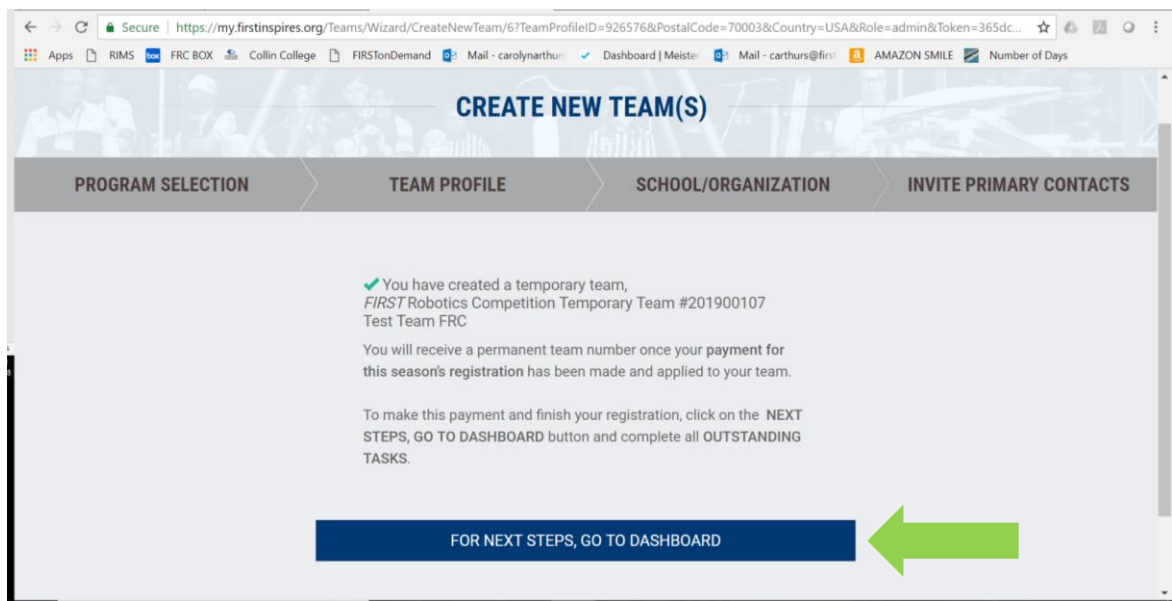 Secure | https://my.firstinspires.org/Teams/Wizard/CreateNewTeam/6?TeamProfileID=926576&PostalCode=70003&Country=USA&Role=admin&Token=365dc...
Apps RIMS box FRC BOX Collin College FIRSTonDemand Mail - carolynarthur Dashboard | Meister Mail - carthurs@first AMAZON SMILE Number of Days
CREATE NEW TEAM(S)
PROGRAM SELECTION TEAM PROFILE SCHOOL/ORGANIZATION INVITE PRIMARY CONTACTS
You have created a temporary team,
FIRST Robotics Competition Temporary Team #201900107
Test Team FRC
You will receive a permanent team number once your payment for
this season's registration has been made and applied to your team.
To make this payment and finish your registration, click on the NEXT
STEPS, GO TO DASHBOARD button and complete all OUTSTANDING
TASKS.
FOR NEXT STEPS, GO TO DASHBOARD